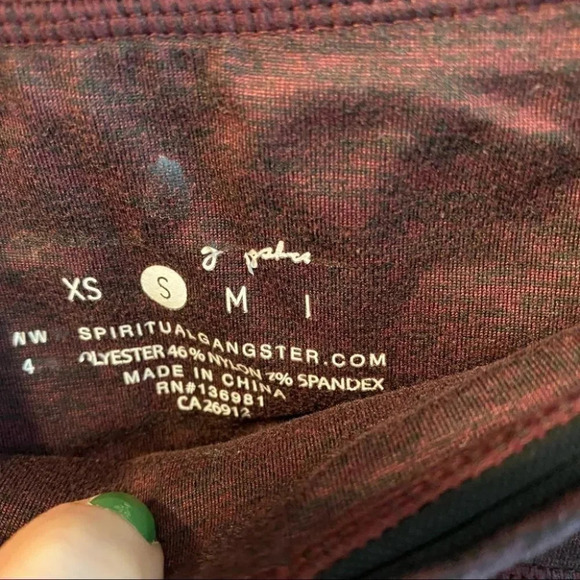 XS S M
SPIRITUALGANGSTER.COM
4 OLYESTER 46% NYLON 7% SPANDEX
MADE IN CHINA
RN#136981
CA26912